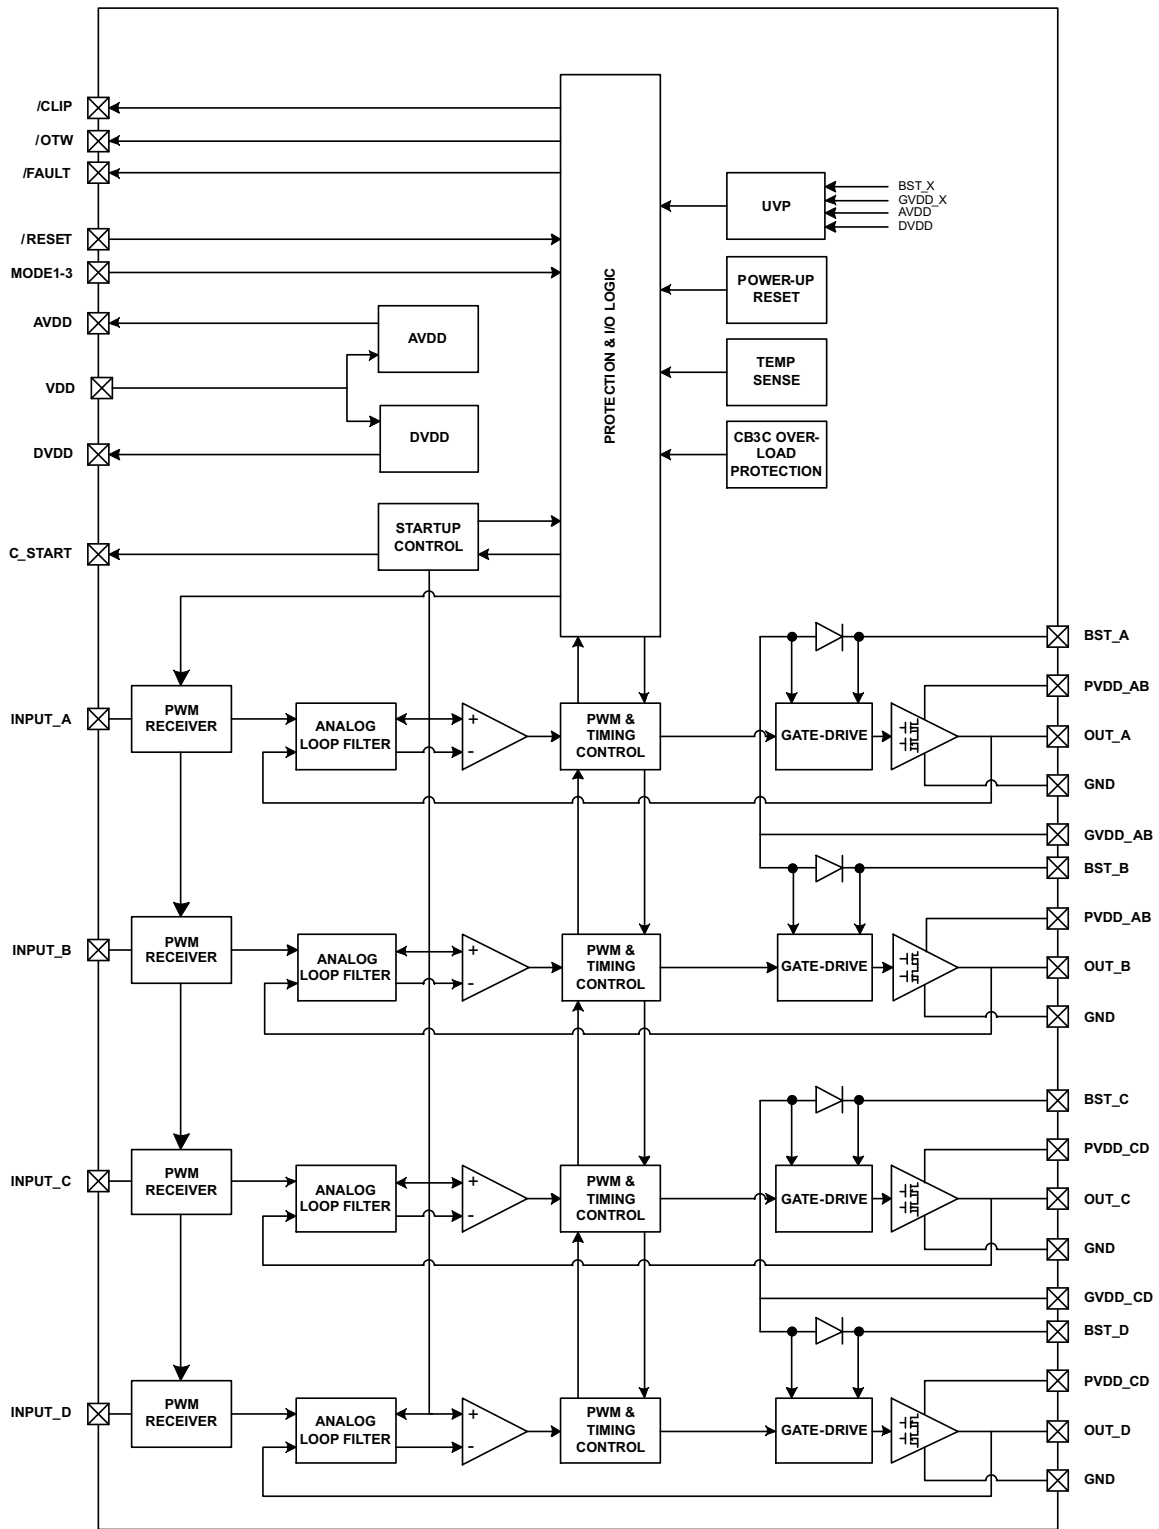 /CLIP
/OTW
/FAULT
/RESET
MODE1-3
AVDD
VDD
DVDD
C_START
AVDD
DVDD
STARTUP
CONTROL
PROTECTION & I/O LOGIC
UVP
BST_X
GVDD_X
AVDD
DVDD
POWER-UP
RESET
TEMP
SENSE
CB3C OVER-
LOAD
PROTECTION
INPUT_A
PWM
RECEIVER
ANALOG
LOOP FILTER
+
-
PWM &
TIMING
CONTROL
GATE-DRIVE
BST_A
PVDD_AB
OUT_A
GND
GVDD_AB
BST_B
INPUT_B
PWM
RECEIVER
ANALOG
LOOP FILTER
+
-
PWM &
TIMING
CONTROL
GATE-DRIVE
PVDD_AB
OUT_B
GND
BST_C
INPUT_C
PWM
RECEIVER
ANALOG
LOOP FILTER
+
-
PWM &
TIMING
CONTROL
GATE-DRIVE
PVDD_CD
OUT_C
GND
GVDD_CD
BST_D
INPUT_D
PWM
RECEIVER
ANALOG
LOOP FILTER
+
-
PWM &
TIMING
CONTROL
GATE-DRIVE
PVDD_CD
OUT_D
GND